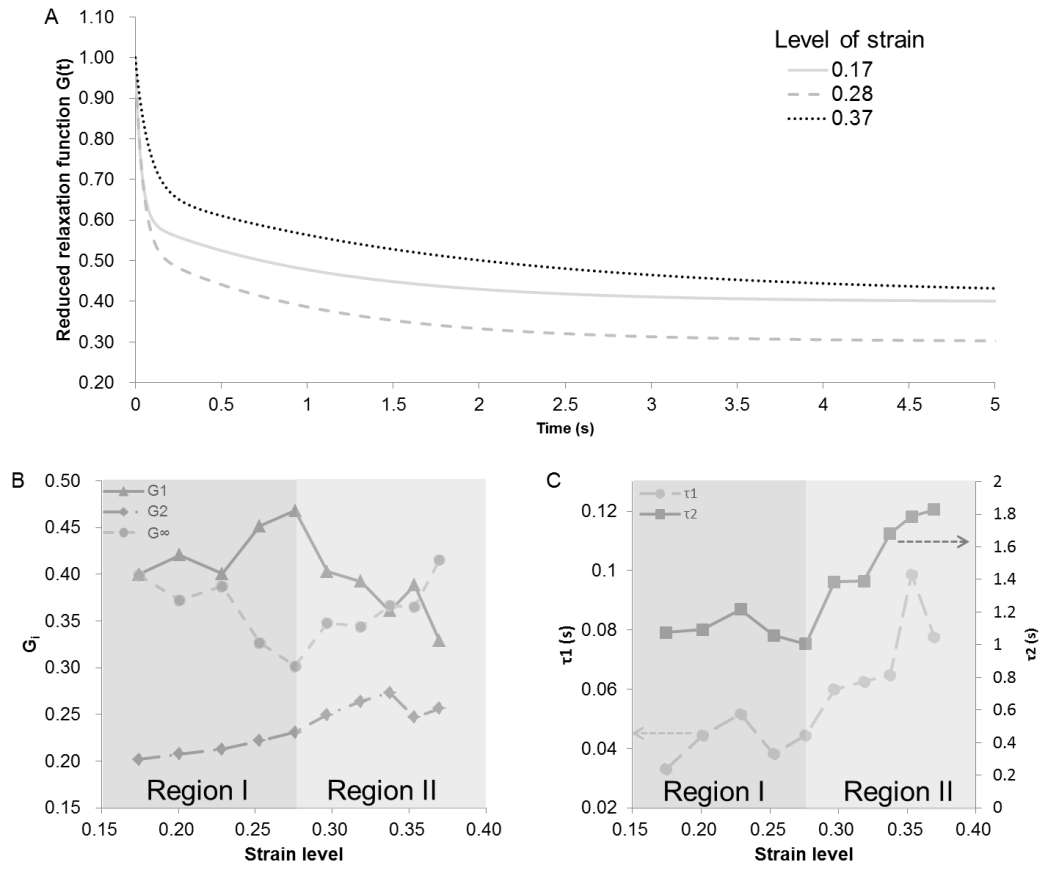 A
Level of strain
0.17
0.28
0.37
Reduced relaxation function G(t)
1.10
1.00
0.90
0.80
0.70
0.60
0.50
0.40
0.30
0.20
0 0.5 1 1.5 2 2.5 3 3.5 4 4.5 5
Time (s)
B
G1
G2
G∞
Gi
0.50
0.45
0.40
0.35
0.30
0.25
0.20
0.15
Region I Region II
0.15 0.20 0.25 0.30 0.35 0.40
Strain level
C
τ1
τ2
τ1 (s)
0.12
0.1
0.08
0.06
0.04
0.02
2
1.8
1.6
1.4
1.2
1
0.8
0.6
0.4
0.2
0
τ2 (s)
Region I Region II
0.15 0.20 0.25 0.30 0.35 0.40
Strain level